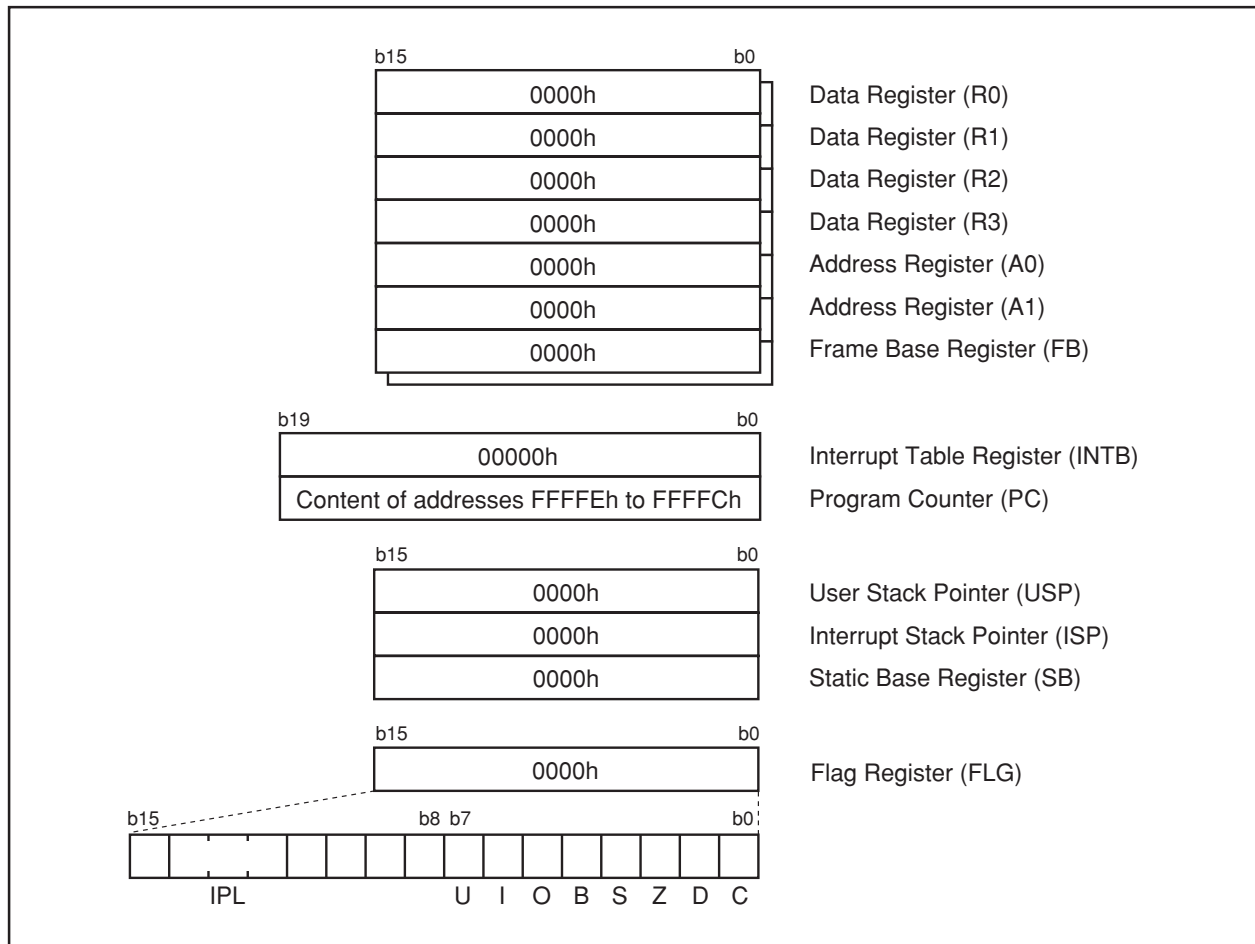 b15 b0
0000h Data Register (R0)
0000h Data Register (R1)
0000h Data Register (R2)
0000h Data Register (R3)
0000h Address Register (A0)
0000h Address Register (A1)
0000h Frame Base Register (FB)
b19 b0
00000h Interrupt Table Register (INTB)
Content of addresses FFFFEh to FFFFCh Program Counter (PC)
b15 b0
0000h User Stack Pointer (USP)
0000h Interrupt Stack Pointer (ISP)
0000h Static Base Register (SB)
b15 b0
0000h Flag Register (FLG)
b15 b8 b7 b0
IPL U I O B S Z D C